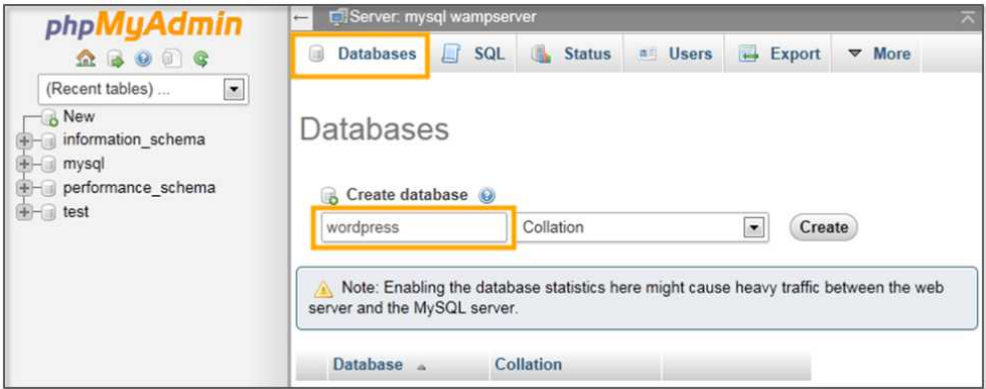 phpMyAdmin
(Recent tables) ...
New
information_schema
mysql
performance_schema
test
Server: mysql wampserver
Databases SQL Status Users Export More
Databases
Create database
wordpress Collation Create
Note: Enabling the database statistics here might cause heavy traffic between the web
server and the MySQL server.
Database Collation